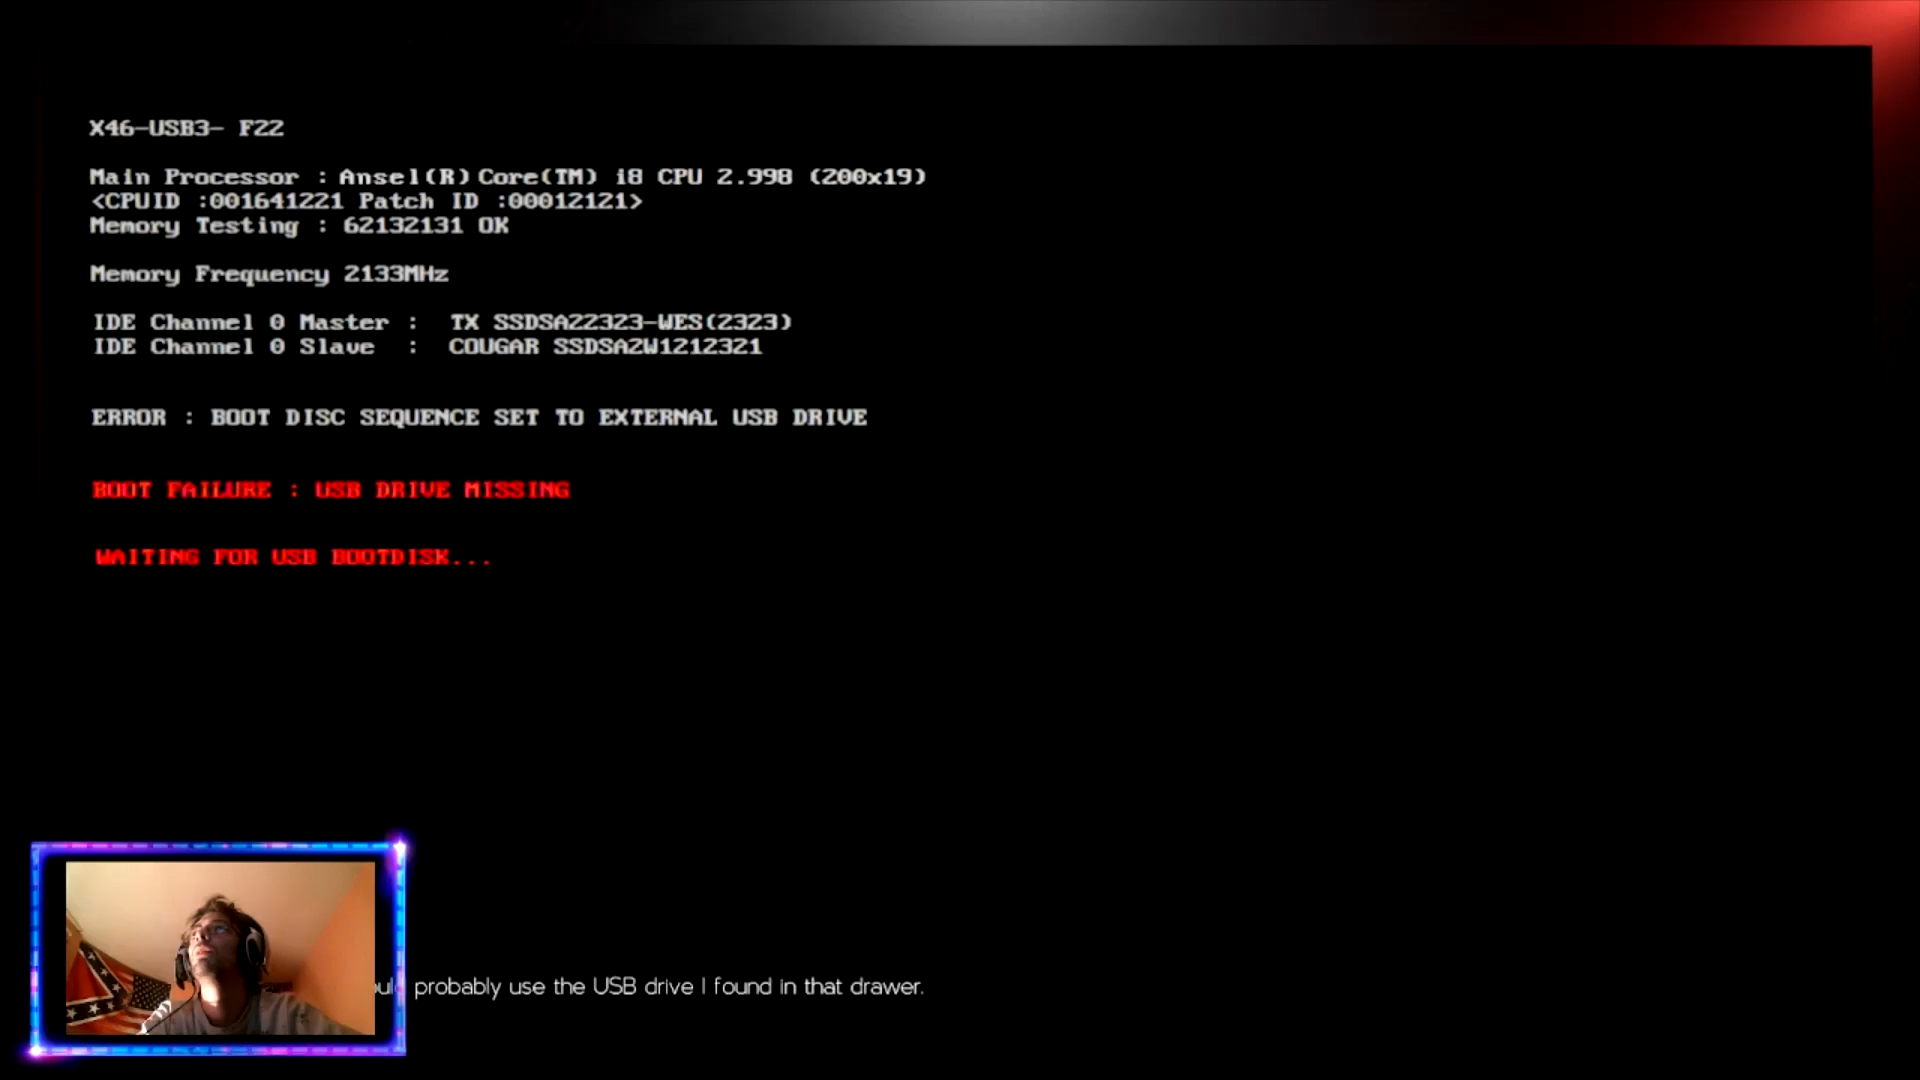 X46-USB3- F22
Main Processor : Ansel(R) Core(TM) i8 CPU 2.998 (200x19)
<CPUID :001641221 Patch ID :00012121>
Memory Testing : 62132131 OK
Memory Frequency 2133MHz
IDE Channel 0 Master : TX SSDSA22323-WES(2323)
IDE Channel 0 Slave : COUGAR SSDSA2W1212321
ERROR : BOOT DISC SEQUENCE SET TO EXTERNAL USB DRIVE
BOOT FAILURE : USB DRIVE MISSING
WAITING FOR USB BOOTDISK...
probably use the USB drive I found in that drawer.